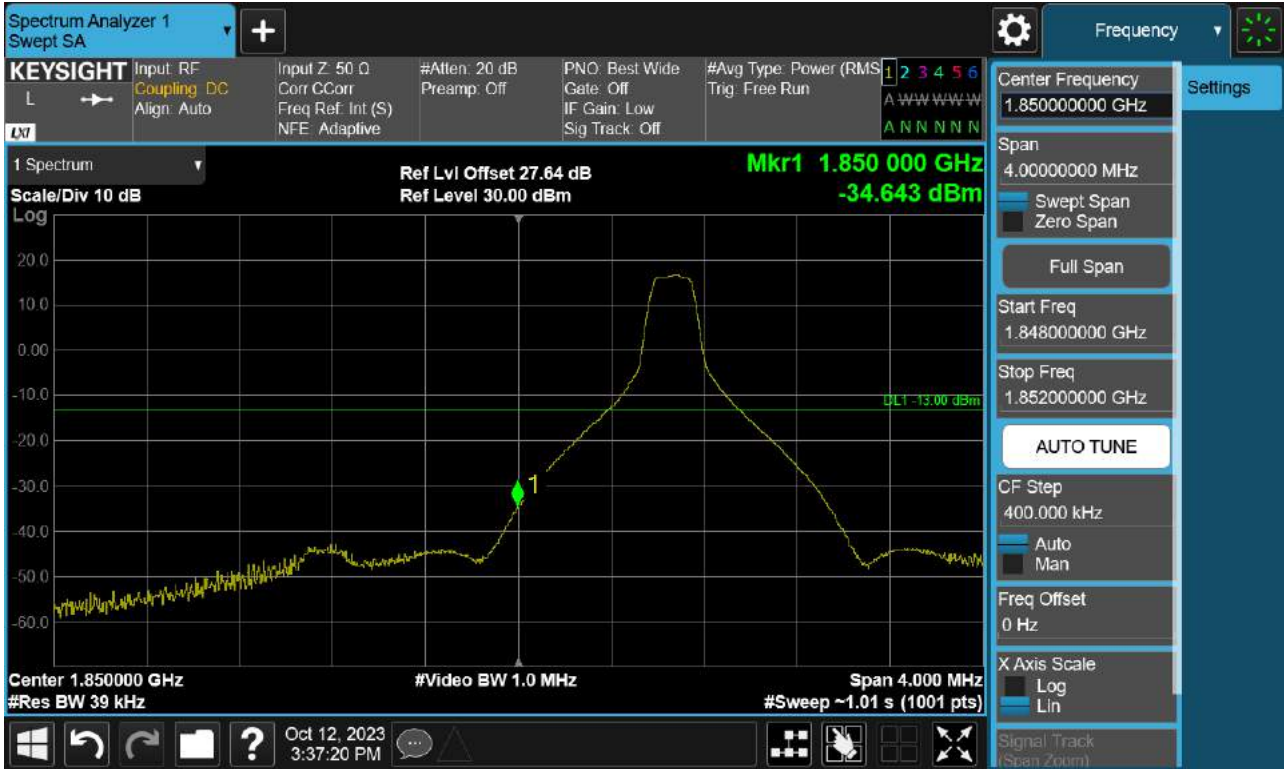 Spectrum Analyzer 1
Swept SA
+
Frequency
KEYSIGHT
L
LXI
Input: RF
Coupling: DC
Align: Auto
Input Z: 50 Ω
Corr CCorr
Freq Ref: Int (S)
NFE: Adaptive
#Atten: 20 dB
Preamp: Off
PNO: Best Wide
Gate: Off
IF Gain: Low
Sig Track: Off
#Avg Type: Power (RMS
Trig: Free Run
1 2 3 4 5 6
A W W W W W
A N N N N N
1 Spectrum
Scale/Div 10 dB
Ref Lvl Offset 27.64 dB
Ref Level 30.00 dBm
Mkr1 1.850 000 GHz
-34.643 dBm
Log
20.0
10.0
0.00
-10.0
-20.0
-30.0
-40.0
-50.0
-60.0
DL1 -13.00 dBm
1
Center 1.850000 GHz
#Res BW 39 kHz
#Video BW 1.0 MHz
Span 4.000 MHz
#Sweep ~1.01 s (1001 pts)
Center Frequency
1.850000000 GHz
Span
4.00000000 MHz
Swept Span
Zero Span
Full Span
Start Freq
1.848000000 GHz
Stop Freq
1.852000000 GHz
AUTO TUNE
CF Step
400.000 kHz
Auto
Man
Freq Offset
0 Hz
X Axis Scale
Log
Lin
Signal Track
(Span Zoom)
Settings
?
Oct 12, 2023
3:37:20 PM